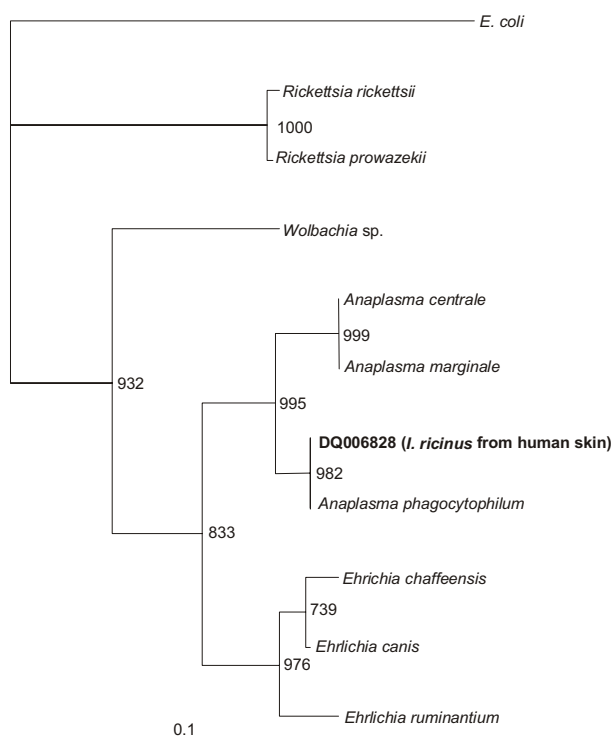 E. coli
Rickettsia rickettsii
1000
Rickettsia prowazekii
Wolbachia sp.
Anaplasma centrale
999
Anaplasma marginale
932
995
DQ006828 (I. ricinus from human skin)
982
Anaplasma phagocytophilum
833
Ehrichia chaffeensis
739
Ehrlichia canis
976
Ehrlichia ruminantium
0.1